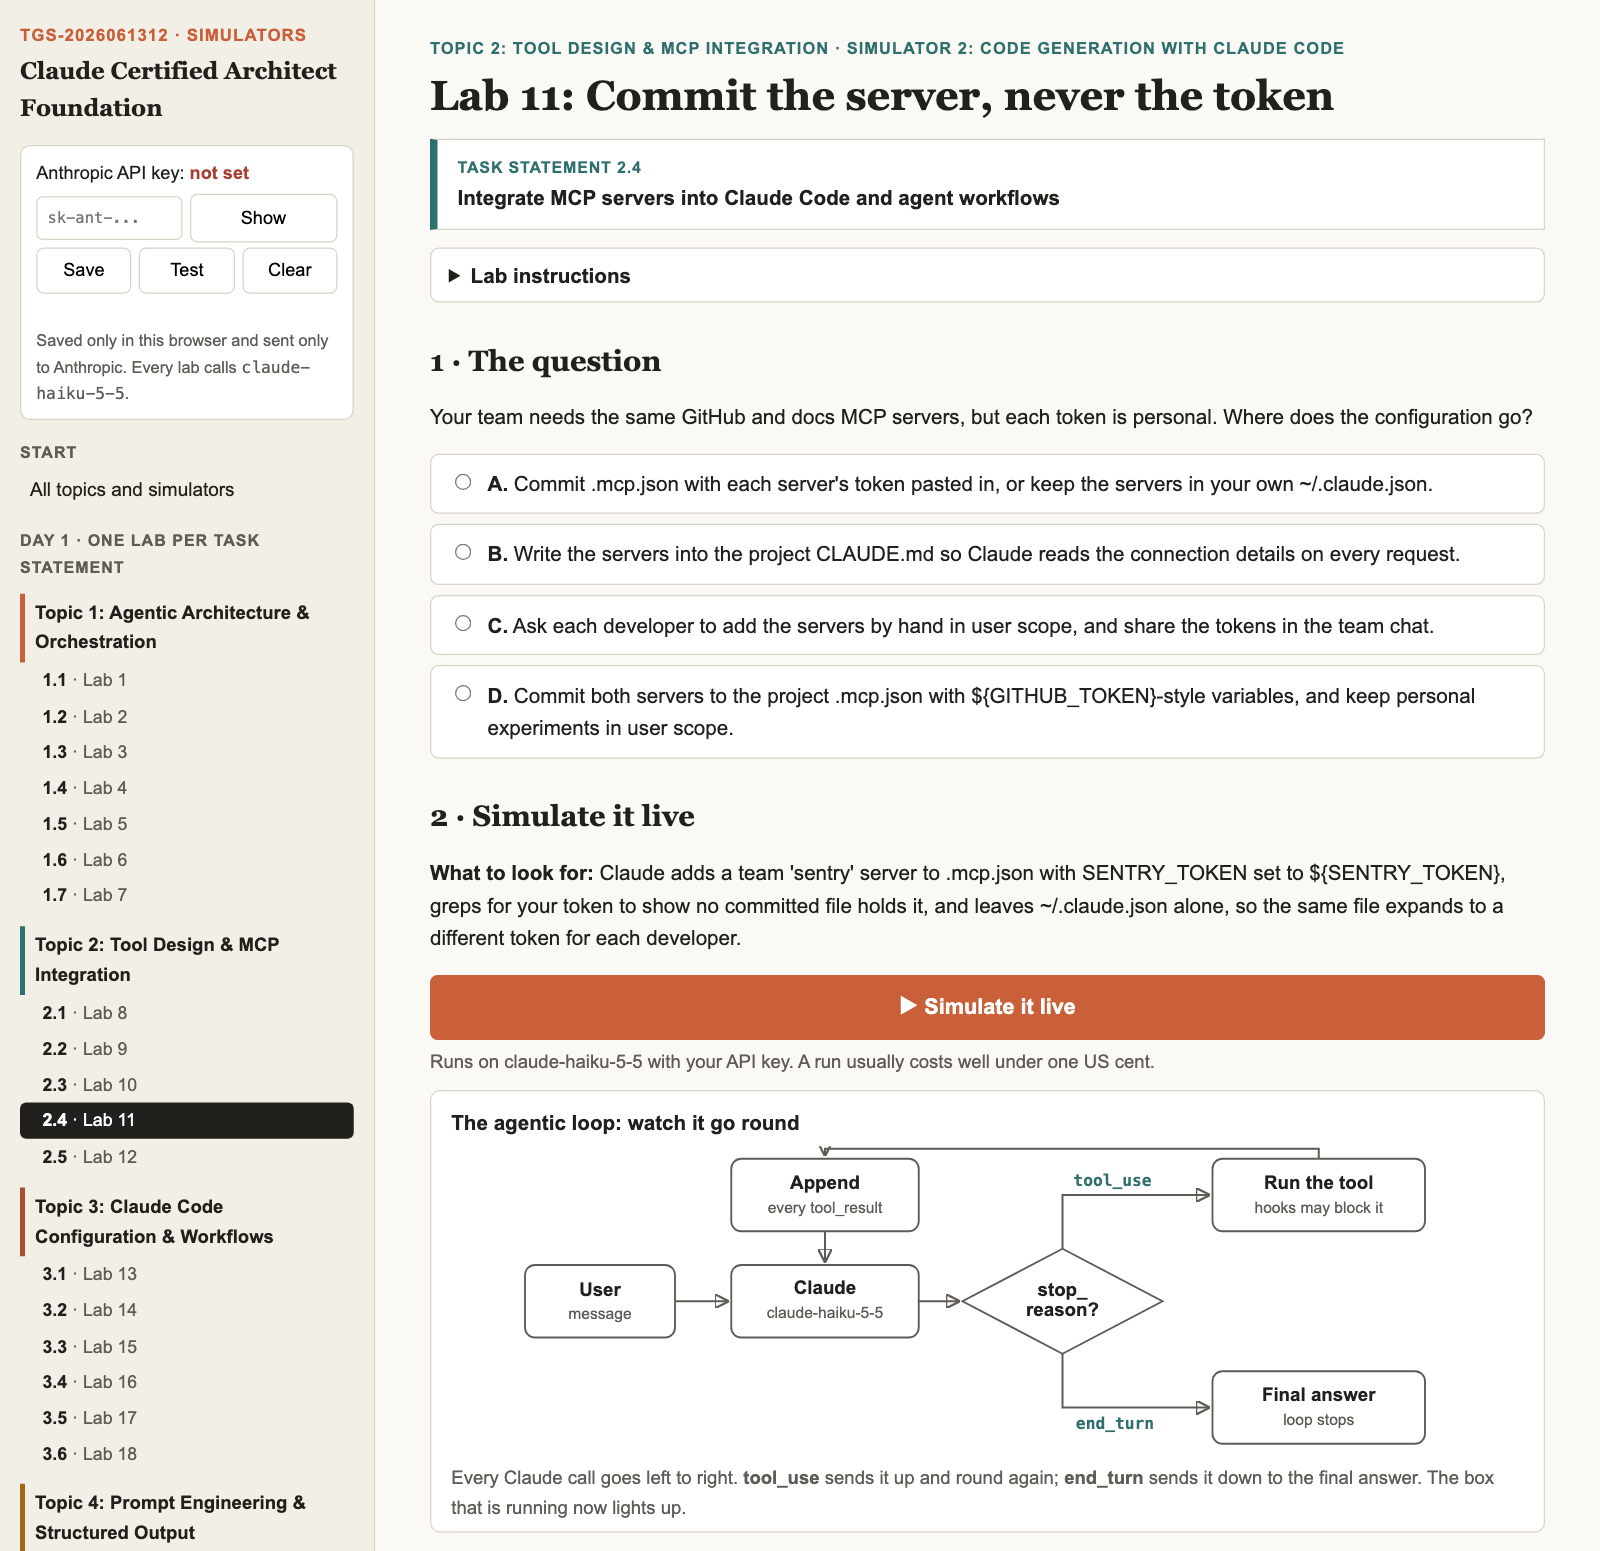 TGS-2026061312 · SIMULATORS
Claude Certified Architect
Foundation
Anthropic API key: not set
sk-ant-...
Show
Save
Test
Clear
Saved only in this browser and sent only
to Anthropic. Every lab calls claude-
haiku-5-5.
START
All topics and simulators
DAY 1 · ONE LAB PER TASK
STATEMENT
Topic 1: Agentic Architecture &
Orchestration
1.1 · Lab 1
1.2 · Lab 2
1.3 · Lab 3
1.4 · Lab 4
1.5 · Lab 5
1.6 · Lab 6
1.7 · Lab 7
Topic 2: Tool Design & MCP
Integration
2.1 · Lab 8
2.2 · Lab 9
2.3 · Lab 10
2.4 · Lab 11
2.5 · Lab 12
Topic 3: Claude Code
Configuration & Workflows
3.1 · Lab 13
3.2 · Lab 14
3.3 · Lab 15
3.4 · Lab 16
3.5 · Lab 17
3.6 · Lab 18
Topic 4: Prompt Engineering &
Structured Output
TOPIC 2: TOOL DESIGN & MCP INTEGRATION · SIMULATOR 2: CODE GENERATION WITH CLAUDE CODE
Lab 11: Commit the server, never the token
TASK STATEMENT 2.4
Integrate MCP servers into Claude Code and agent workflows
▶ Lab instructions
1 · The question
Your team needs the same GitHub and docs MCP servers, but each token is personal. Where does the configuration go?
A. Commit .mcp.json with each server's token pasted in, or keep the servers in your own ~/.claude.json.
B. Write the servers into the project CLAUDE.md so Claude reads the connection details on every request.
C. Ask each developer to add the servers by hand in user scope, and share the tokens in the team chat.
D. Commit both servers to the project .mcp.json with ${GITHUB_TOKEN}-style variables, and keep personal
experiments in user scope.
2 · Simulate it live
What to look for: Claude adds a team 'sentry' server to .mcp.json with SENTRY_TOKEN set to ${SENTRY_TOKEN},
greps for your token to show no committed file holds it, and leaves ~/.claude.json alone, so the same file expands to a
different token for each developer.
▶ Simulate it live
Runs on claude-haiku-5-5 with your API key. A run usually costs well under one US cent.
The agentic loop: watch it go round
Append
every tool_result
tool_use
Run the tool
hooks may block it
User
message
Claude
claude-haiku-5-5
stop_
reason?
Final answer
loop stops
end_turn
Every Claude call goes left to right. tool_use sends it up and round again; end_turn sends it down to the final answer. The box
that is running now lights up.